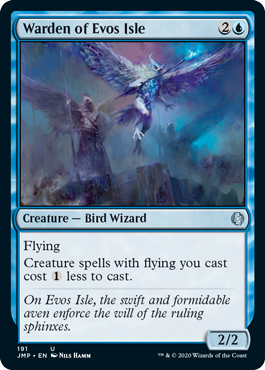 Warden of Evos Isle 2
Creature — Bird Wizard
Flying
Creature spells with flying you cast
cost 1 less to cast.
On Evos Isle, the swift and formidable
aven enforce the will of the ruling
sphinxes.
2/2
191 U
JMP • EN Nils Hamm
™ & © 2020 Wizards of the Coast